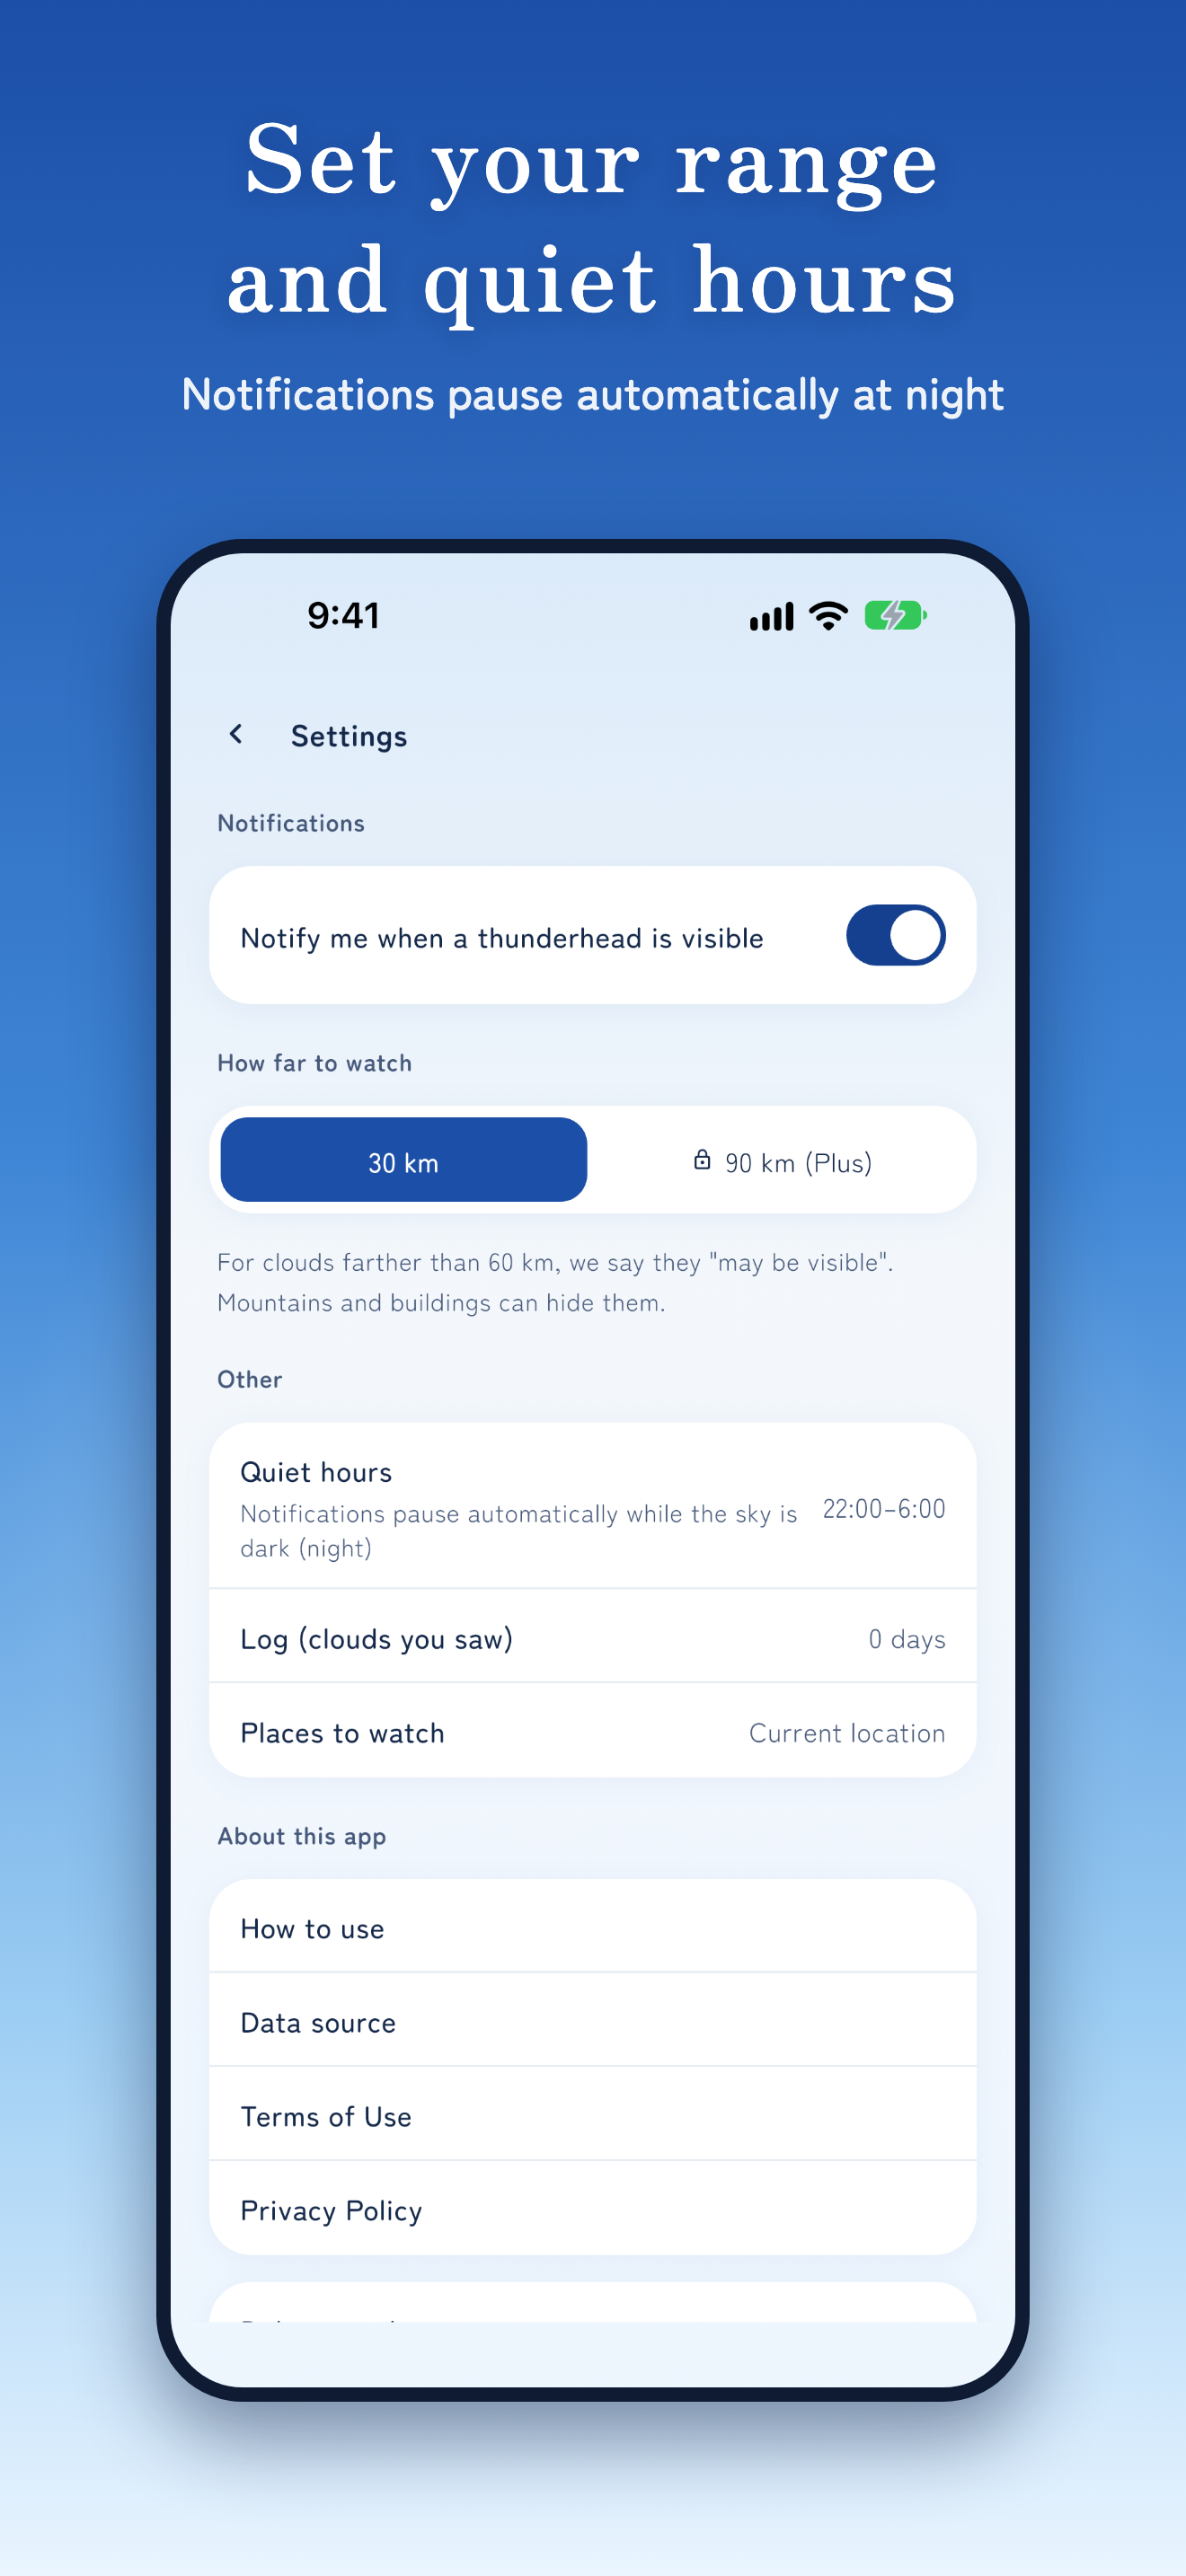 Set your range
and quiet hours
Notifications pause automatically at night
9:41
Settings
Notifications
Notify me when a thunderhead is visible
How far to watch
30 km
90 km (Plus)
For clouds farther than 60 km, we say they "may be visible".
Mountains and buildings can hide them.
Other
Quiet hours
Notifications pause automatically while the sky is
dark (night)
22:00–6:00
Log (clouds you saw)
0 days
Places to watch
Current location
About this app
How to use
Data source
Terms of Use
Privacy Policy